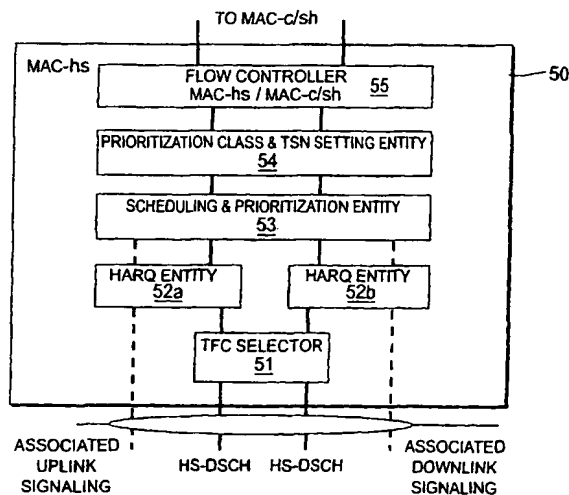 TO MAC-c/sh
MAC-hs
50
FLOW CONTROLLER
MAC-hs / MAC-c/sh 55
PRIORITIZATION CLASS & TSN SETTING ENTITY
54
SCHEDULING & PRIORITIZATION ENTITY
53
HARQ ENTITY
52a
HARQ ENTITY
52b
TFC SELECTOR
51
ASSOCIATED
UPLINK
SIGNALING
HS-DSCH
HS-DSCH
ASSOCIATED
DOWNLINK
SIGNALING